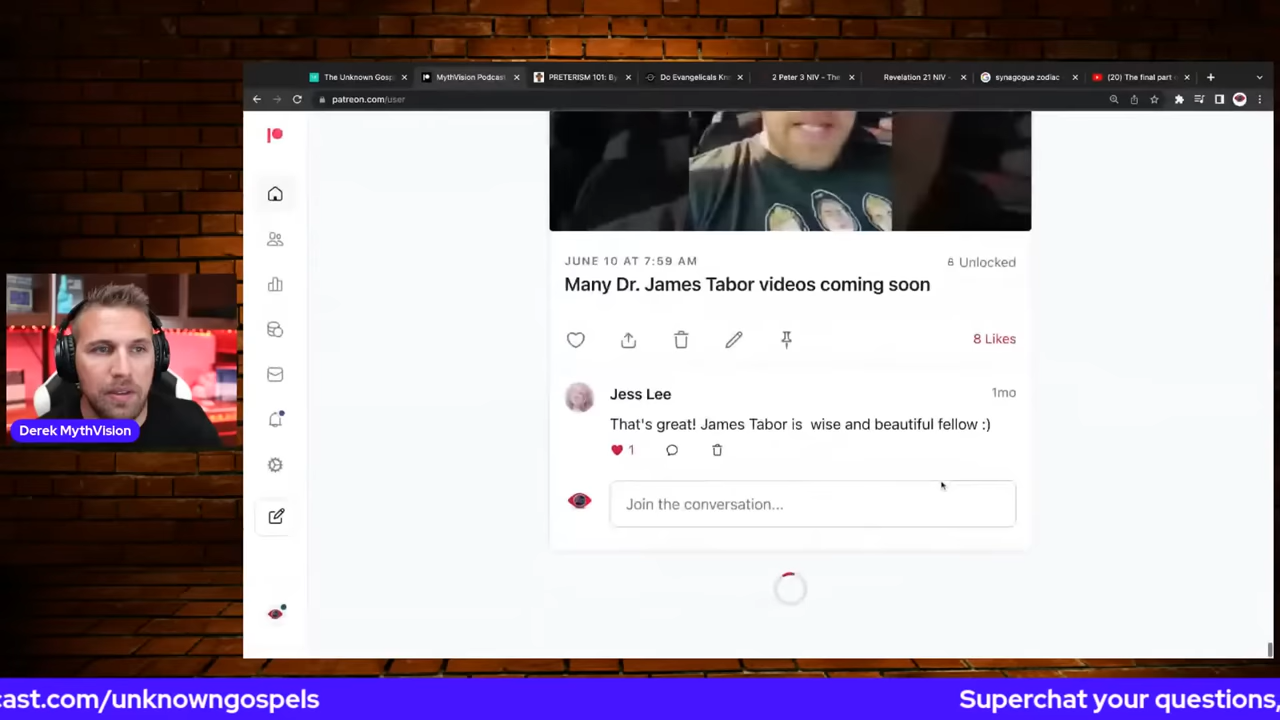 The Unknown Gosp
MythVision Podcast
PRETERISM 101: By
Do Evangelicals Kn
2 Peter 3 NIV - The
Revelation 21 NIV -
synagogue zodiac
(20) The final part
patreon.com/user
JUNE 10 AT 7:59 AM
Unlocked
Many Dr. James Tabor videos coming soon
8 Likes
Jess Lee
1mo
That's great! James Tabor is wise and beautiful fellow :)
1
Join the conversation...
Derek MythVision
cast.com/unknowngospels
Superchat your questions,